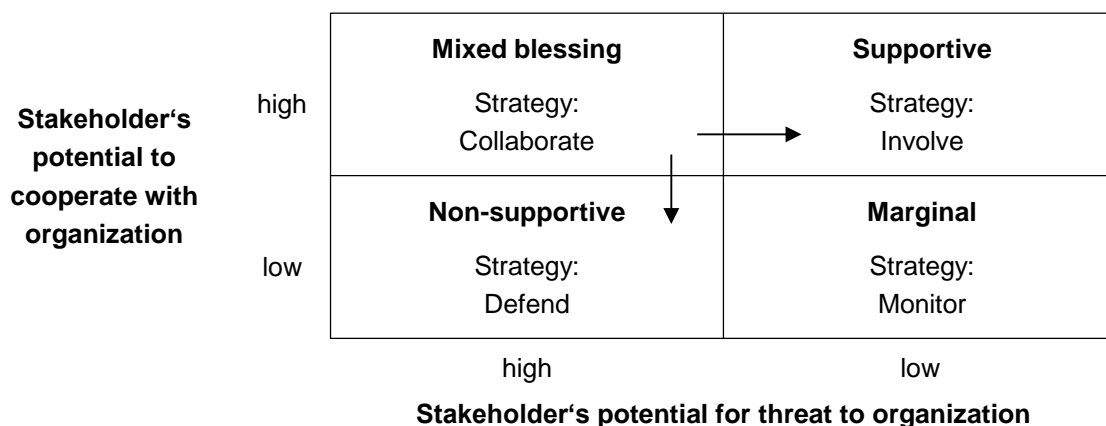 Mixed blessing
Supportive
Stakeholder‘s
potential to
cooperate with
organization
high
Strategy:
Collaborate
Strategy:
Involve
Non-supportive
Marginal
low
Strategy:
Defend
Strategy:
Monitor
high
low
Stakeholder‘s potential for threat to organization